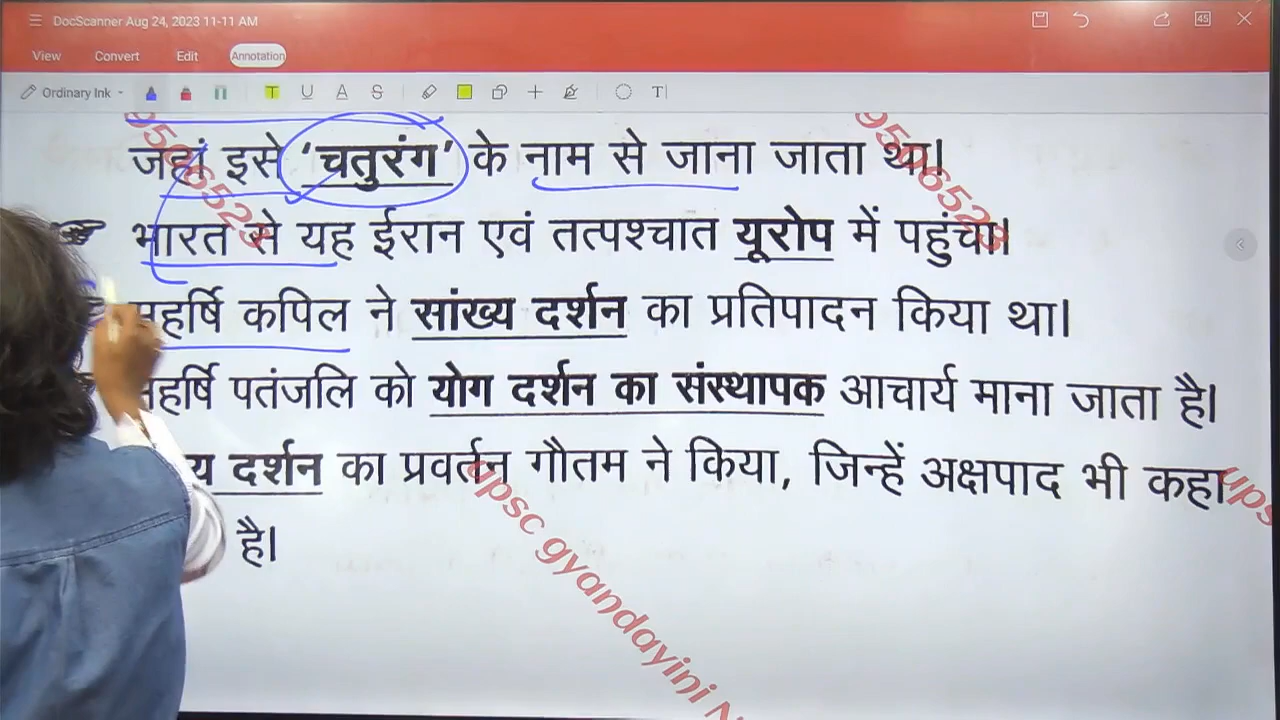 DocScanner Aug 24, 2023 11-11 AM
45
View Convert Edit Annotation
Ordinary Ink T U A S T
जहां इसे ‘चतुरंग’ के नाम से जाना जाता था।
भारत से यह ईरान एवं तत्पश्चात यूरोप में पहुंचा।
महर्षि कपिल ने सांख्य दर्शन का प्रतिपादन किया था।
महर्षि पतंजलि को योग दर्शन का संस्थापक आचार्य माना जाता है।
दर्शन का प्रवर्तन गौतम ने किया, जिन्हें अक्षपाद भी कहा
है।
upsc gyandayini
ups